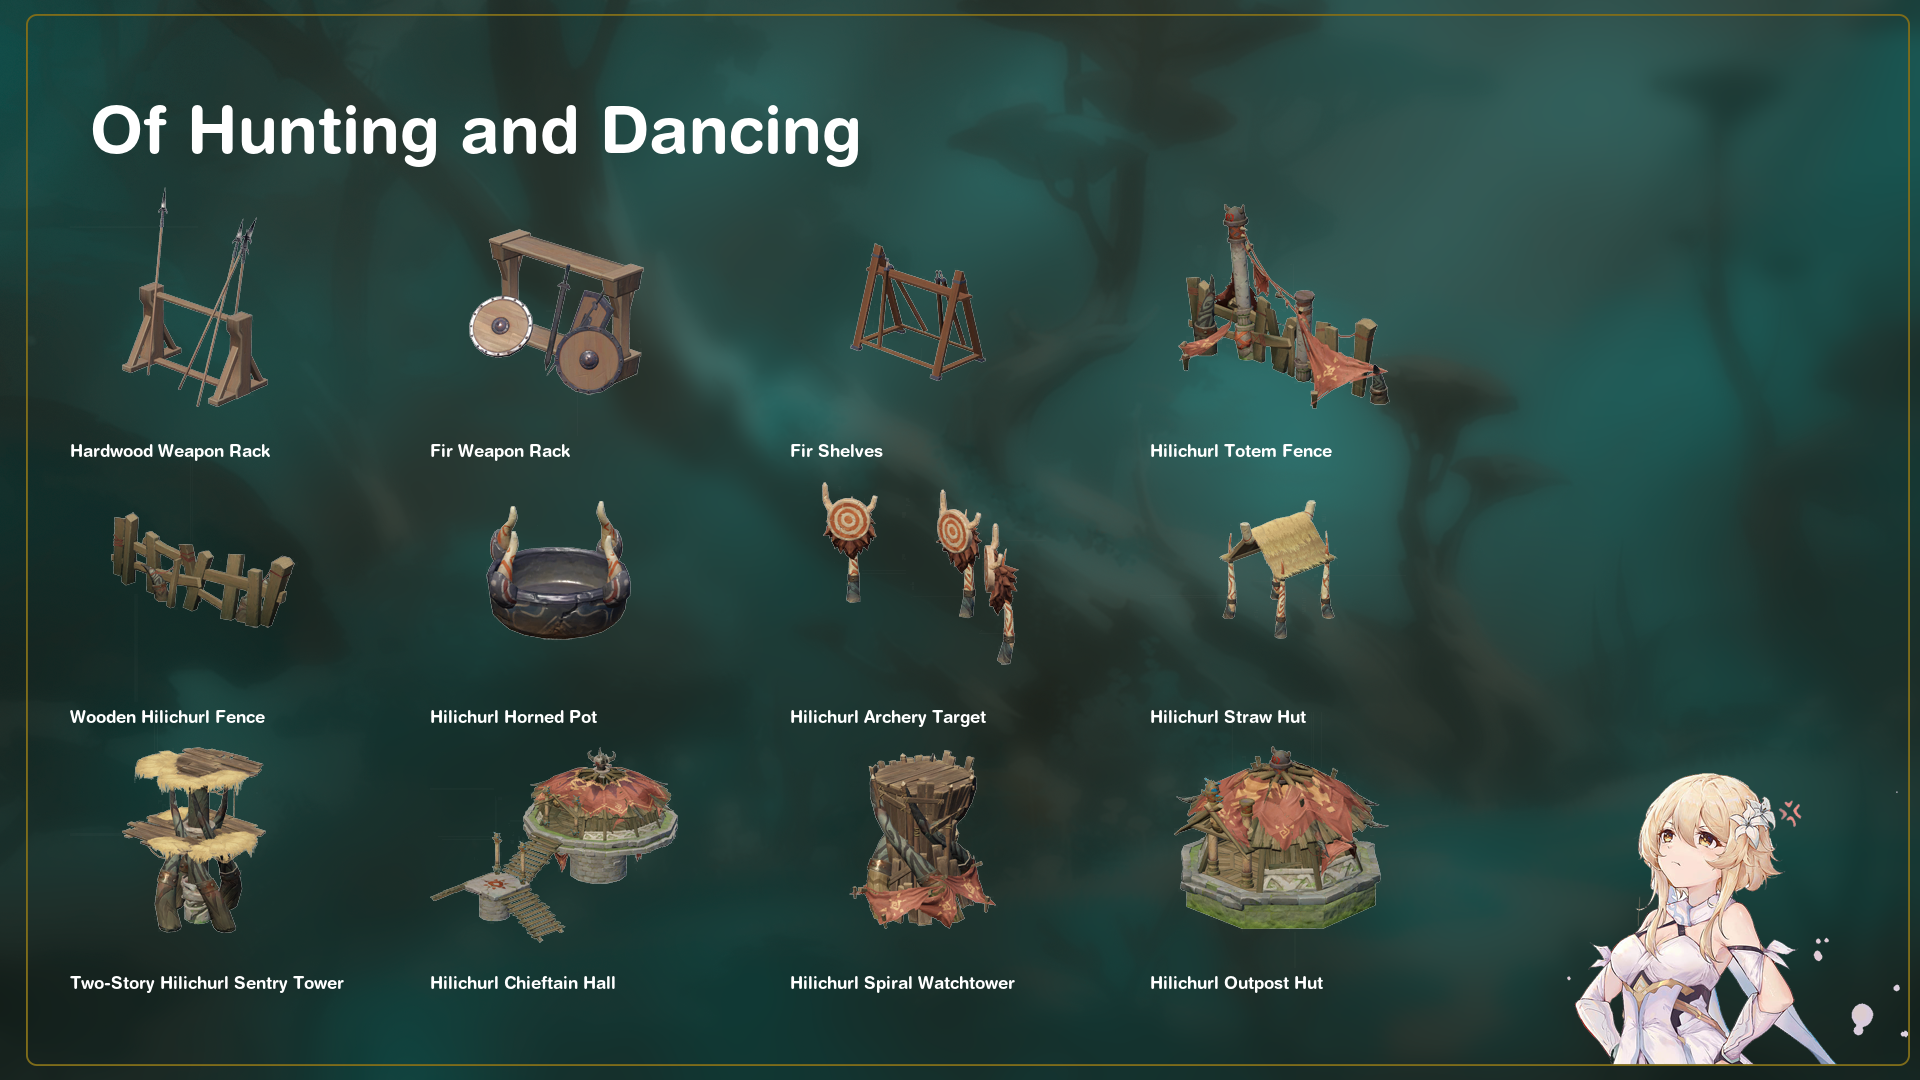 Of Hunting and Dancing
Hardwood Weapon Rack
Fir Weapon Rack
Fir Shelves
Hilichurl Totem Fence
Wooden Hilichurl Fence
Hilichurl Horned Pot
Hilichurl Archery Target
Hilichurl Straw Hut
Two-Story Hilichurl Sentry Tower
Hilichurl Chieftain Hall
Hilichurl Spiral Watchtower
Hilichurl Outpost Hut